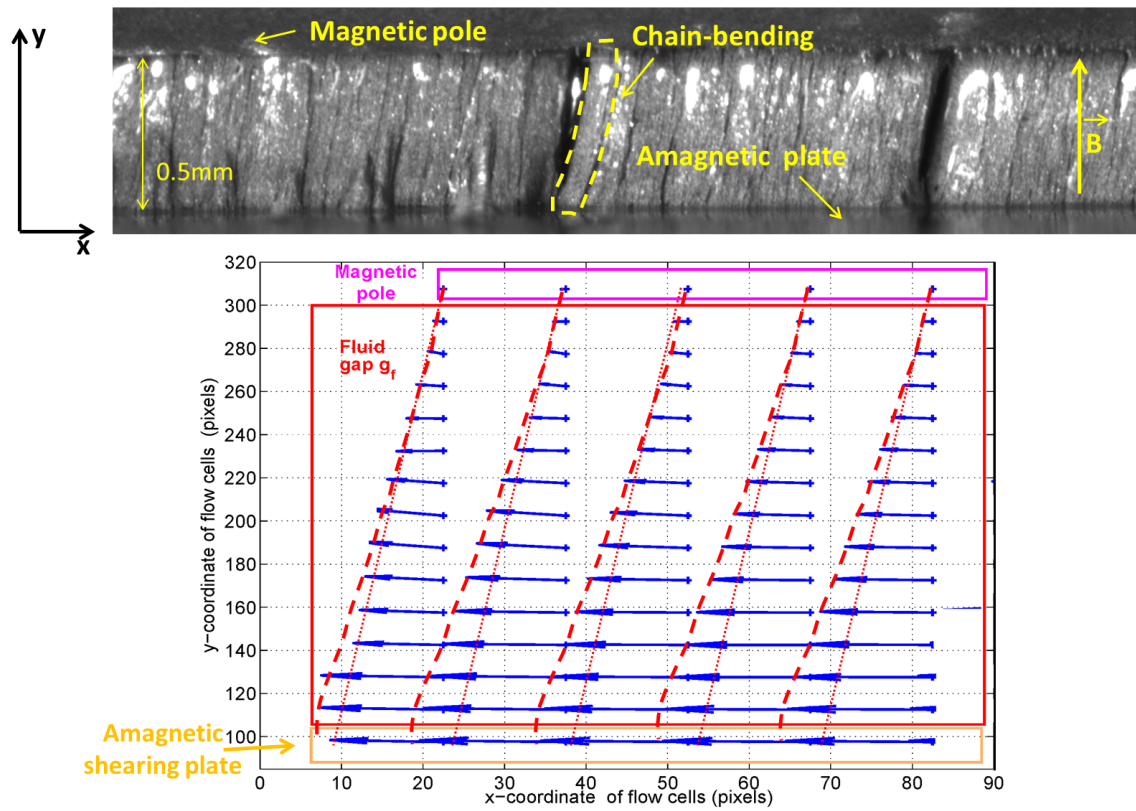 y
Magnetic pole
Chain-bending
0.5mm
B
Amagnetic plate
x
320
300
280
260
240
220
200
180
160
140
120
100
y−coordinate of flow cells (pixels)
Magnetic
pole
Fluid
gap gf
Amagnetic
shearing plate
0 10 20 30 40 50 60 70 80 90
x−coordinate of flow cells (pixels)